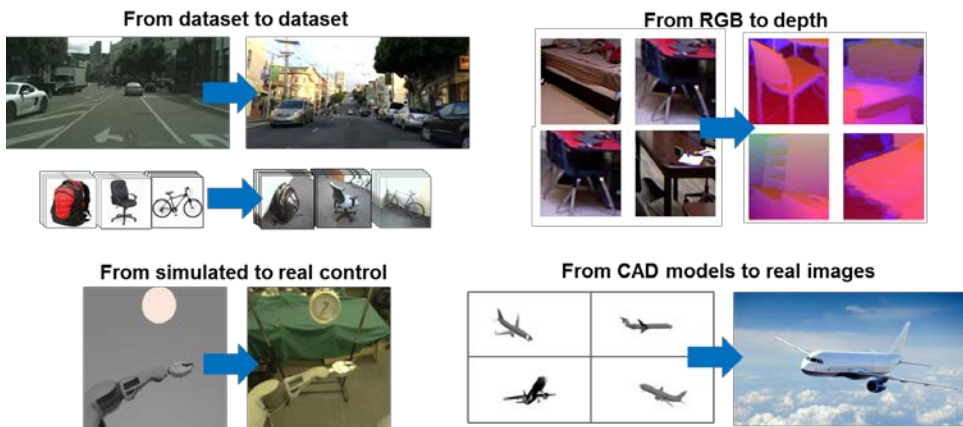 From dataset to dataset
From RGB to depth
From simulated to real control
From CAD models to real images